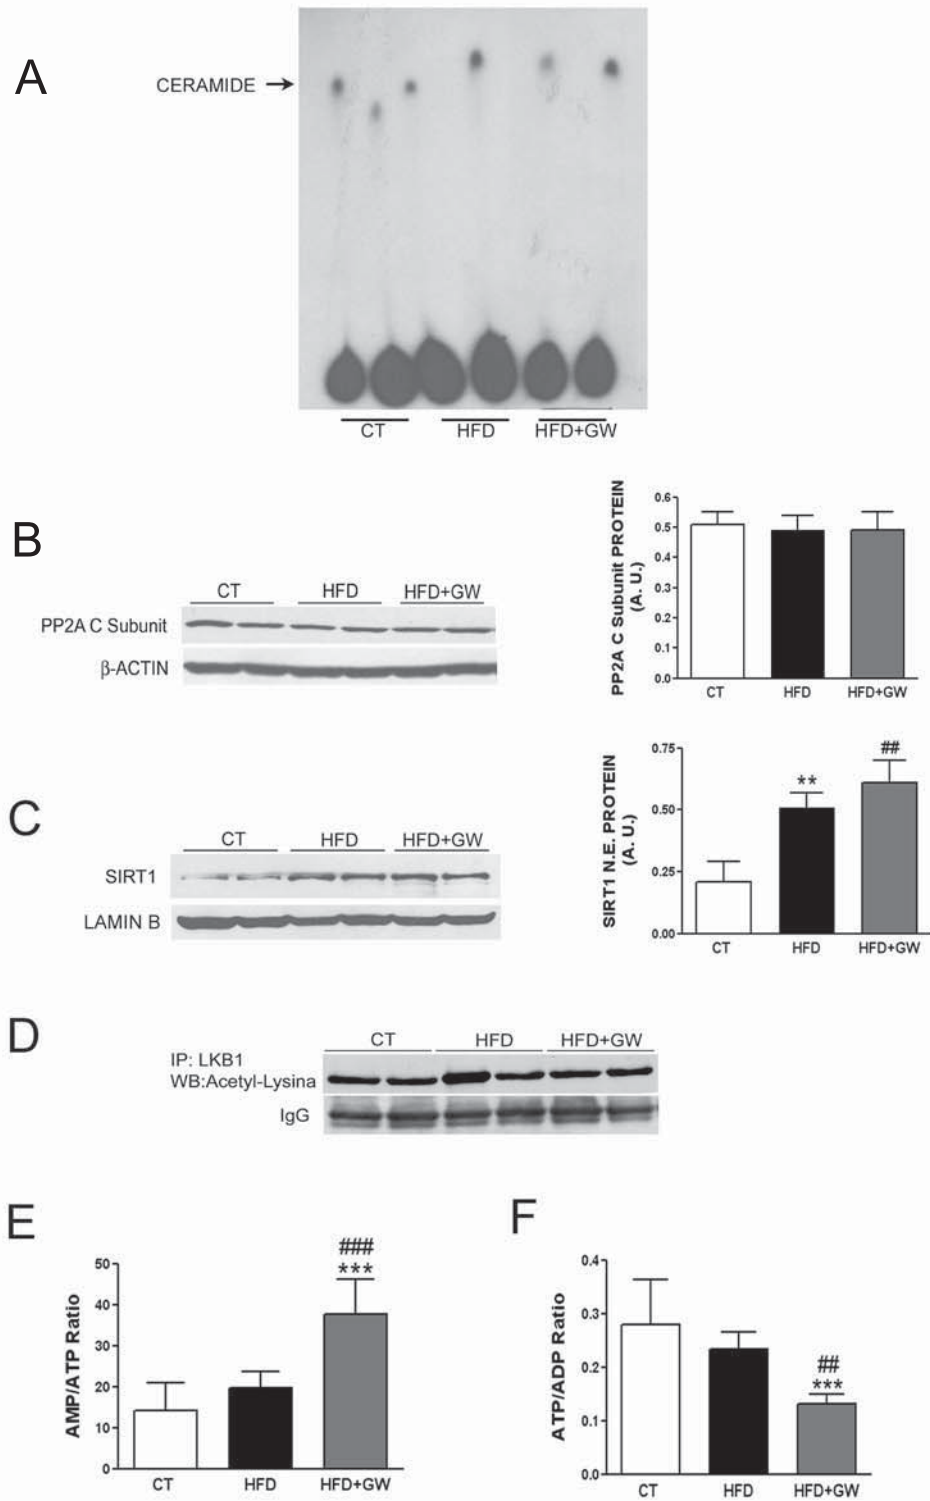 A
CERAMIDE →
CT HFD HFD+GW
B
CT HFD HFD+GW
PP2A C Subunit
β-ACTIN
PP2A C Subunit PROTEIN
(A. U.)
0.6
0.5
0.4
0.3
0.2
0.1
0.0
CT HFD HFD+GW
C
CT HFD HFD+GW
SIRT1
LAMIN B
SIRT1 N.E. PROTEIN
(A. U.)
0.75
0.50
0.25
0.00
**
##
CT HFD HFD+GW
D
CT HFD HFD+GW
IP: LKB1
WB:Acetyl-Lysina
IgG
E
AMP/ATP Ratio
50
40
30
20
10
0
###
***
CT HFD HFD+GW
F
ATP/ADP Ratio
0.4
0.3
0.2
0.1
0.0
##
***
CT HFD HFD+GW